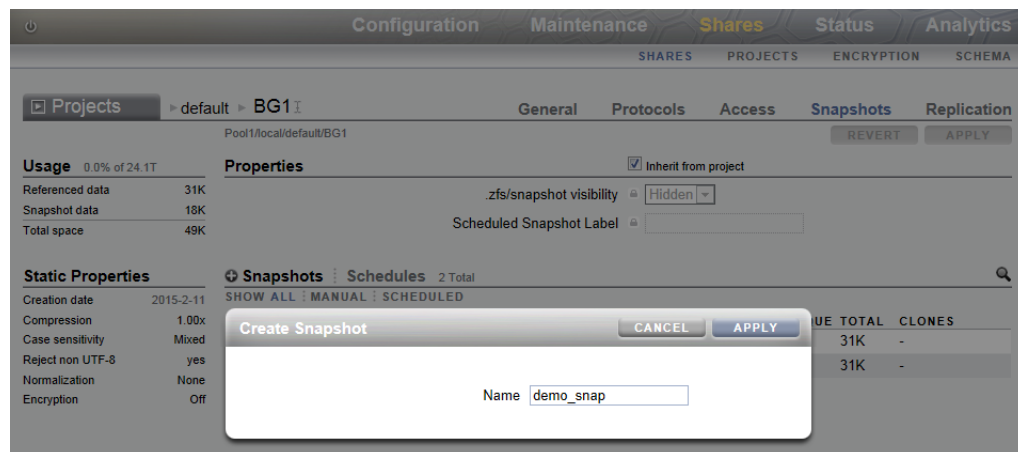 Configuration Maintenance Shares Status Analytics
SHARES PROJECTS ENCRYPTION SCHEMA
Projects default BG1 General Protocols Access Snapshots Replication
Pool1/local/default/BG1 REVERT APPLY
Usage 0.0% of 24.1T Properties Inherit from project
Referenced data 31K .zfs/snapshot visibility Hidden
Snapshot data 18K Scheduled Snapshot Label
Total space 49K
Static Properties Snapshots Schedules 2 Total
Creation date 2015-2-11 SHOW ALL MANUAL SCHEDULED
Compression 1.00x Create Snapshot CANCEL APPLY UE TOTAL CLONES
Case sensitivity Mixed 31K -
Reject non UTF-8 yes 31K -
Normalization None
Encryption Off Name demo_snap